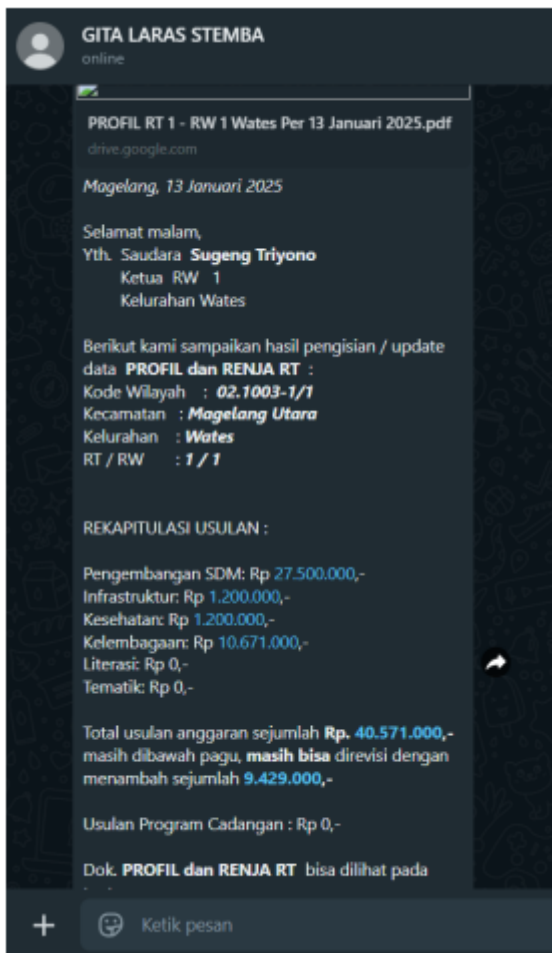 GITA LARAS STEMBA
online
PROFIL RT 1 - RW 1 Wates Per 13 Januari 2025.pdf
drive.google.com
Magelang, 13 Januari 2025
Selamat malam,
Yth. Saudara Sugeng Triyono
Ketua RW 1
Kelurahan Wates
Berikut kami sampaikan hasil pengisian / update
data PROFIL dan RENJA RT :
Kode Wilayah : 02.1003-1/1
Kecamatan : Magelang Utara
Kelurahan : Wates
RT / RW : 1 / 1
REKAPITULASI USULAN :
Pengembangan SDM: Rp 27.500.000,-
Infrastruktur: Rp 1.200.000,-
Kesehatan: Rp 1.200.000,-
Kelembagaan: Rp 10.671.000,-
Literasi: Rp 0,-
Tematik: Rp 0,-
Total usulan anggaran sejumlah Rp. 40.571.000,-
masih dibawah pagu, masih bisa direvisi dengan
menambah sejumlah 9.429.000,-
Usulan Program Cadangan : Rp 0,-
Dok. PROFIL dan RENJA RT bisa dilihat pada
Ketik pesan